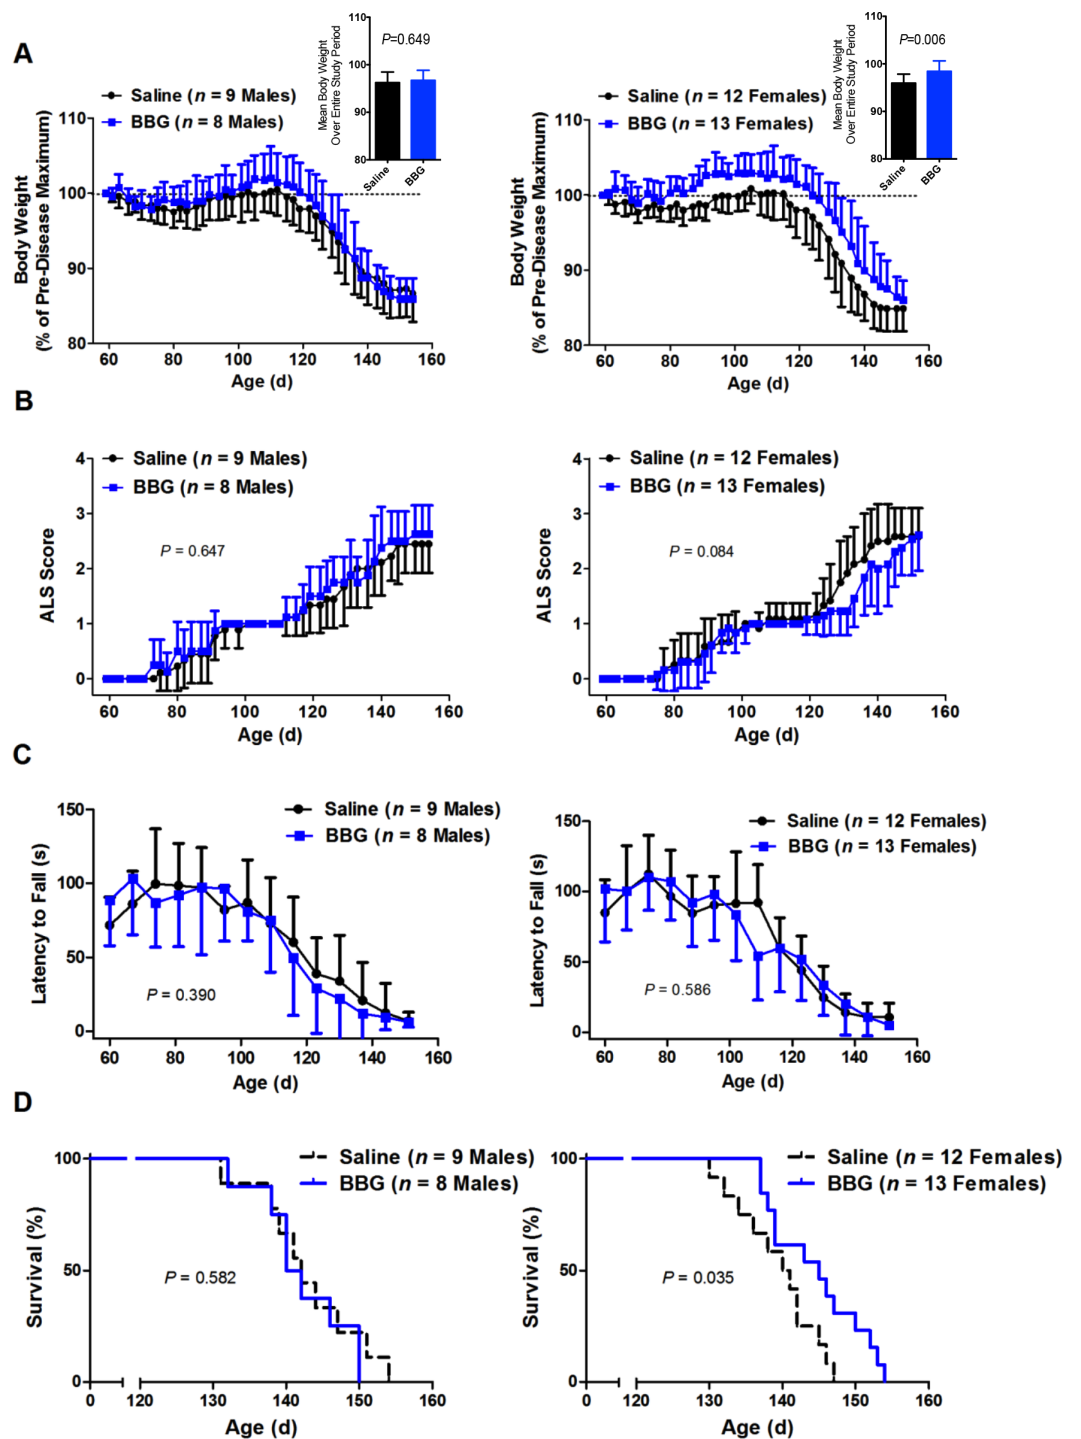 A
Mean Body Weight
Over Entire Study Period
110
100
90
80
P=0.649
Saline
BBG
Saline (n = 9 Males)
BBG (n = 8 Males)
Body Weight
(% of Pre-Disease Maximum)
110
100
90
80
60 80 100 120 140 160
Age (d)
Mean Body Weight
Over Entire Study Period
110
100
90
80
P=0.006
Saline
BBG
Saline (n = 12 Females)
BBG (n = 13 Females)
Body Weight
(% of Pre-Disease Maximum)
110
100
90
80
60 80 100 120 140 160
Age (d)
B
Saline (n = 9 Males)
BBG (n = 8 Males)
P = 0.647
ALS Score
4
3
2
1
0
60 80 100 120 140 160
Age (d)
Saline (n = 12 Females)
BBG (n = 13 Females)
P = 0.084
ALS Score
4
3
2
1
0
60 80 100 120 140 160
Age (d)
C
Saline (n = 9 Males)
BBG (n = 8 Males)
Latency to Fall (s)
150
100
50
0
P = 0.390
60 80 100 120 140 160
Age (d)
Saline (n = 12 Females)
BBG (n = 13 Females)
Latency to Fall (s)
150
100
50
0
P = 0.586
60 80 100 120 140 160
Age (d)
D
Saline (n = 9 Males)
BBG (n = 8 Males)
Survival (%)
100
50
0
P = 0.582
0 120 130 140 150 160
Age (d)
Saline (n = 12 Females)
BBG (n = 13 Females)
Survival (%)
100
50
0
P = 0.035
0 120 130 140 150 160
Age (d)